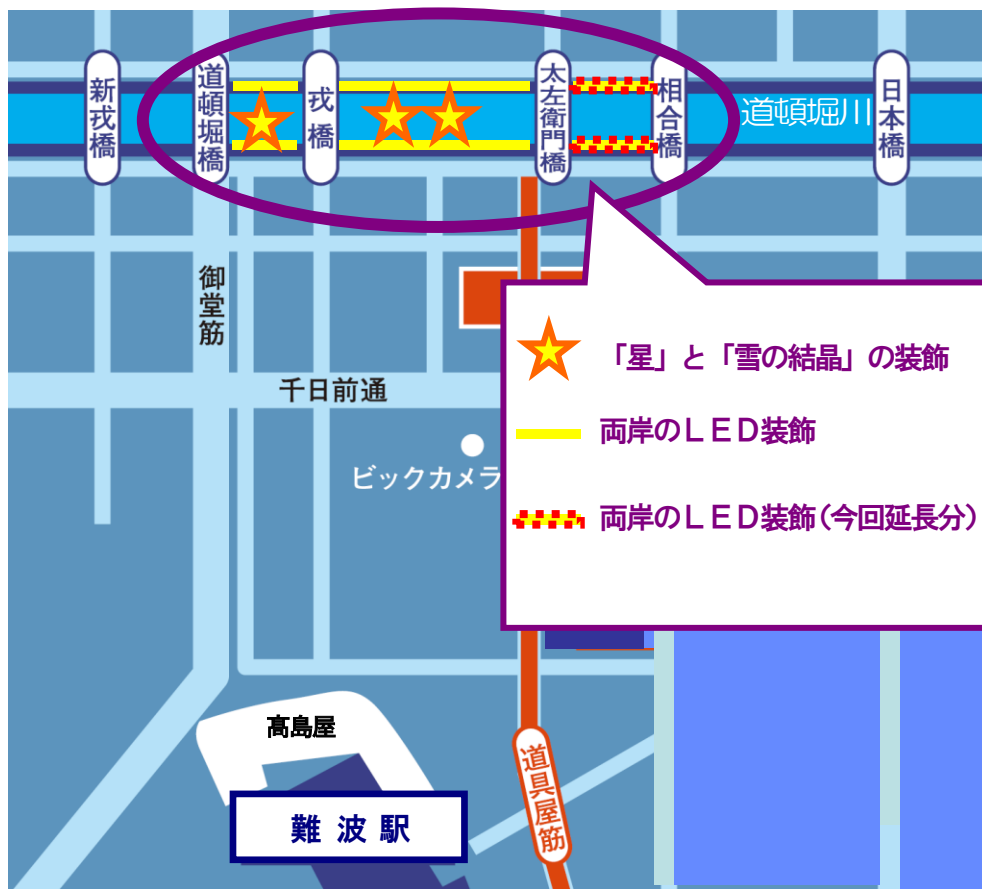 新戎橋
道頓堀橋
戎橋
太左衛門橋
相合橋
道頓堀川
日本橋
御堂筋
「星」と「雪の結晶」の装飾
千日前通
両岸のLED装飾
ビックカメラ
両岸のLED装飾(今回延長分)
髙島屋
道具屋筋
難波駅